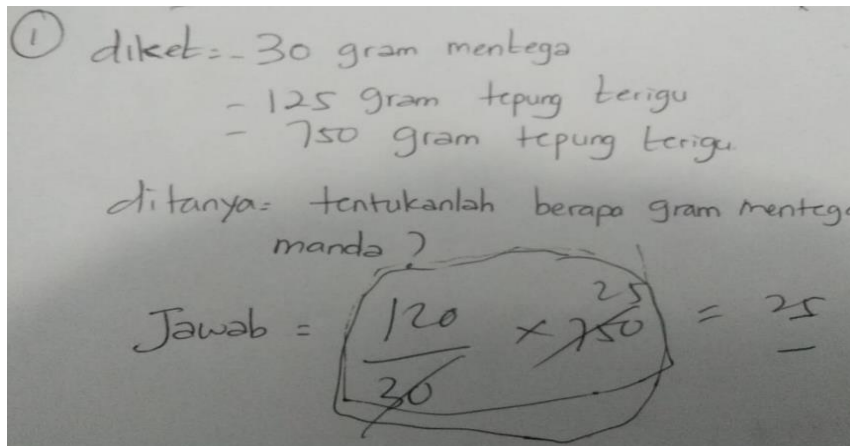 ① diket = - 30 gram mentega
- 125 gram tepung terigu
- 750 gram tepung terigu
ditanya = tentukanlah berapa gram mentega
manda ?
Jawab = 120/30 × 750 25 = 25